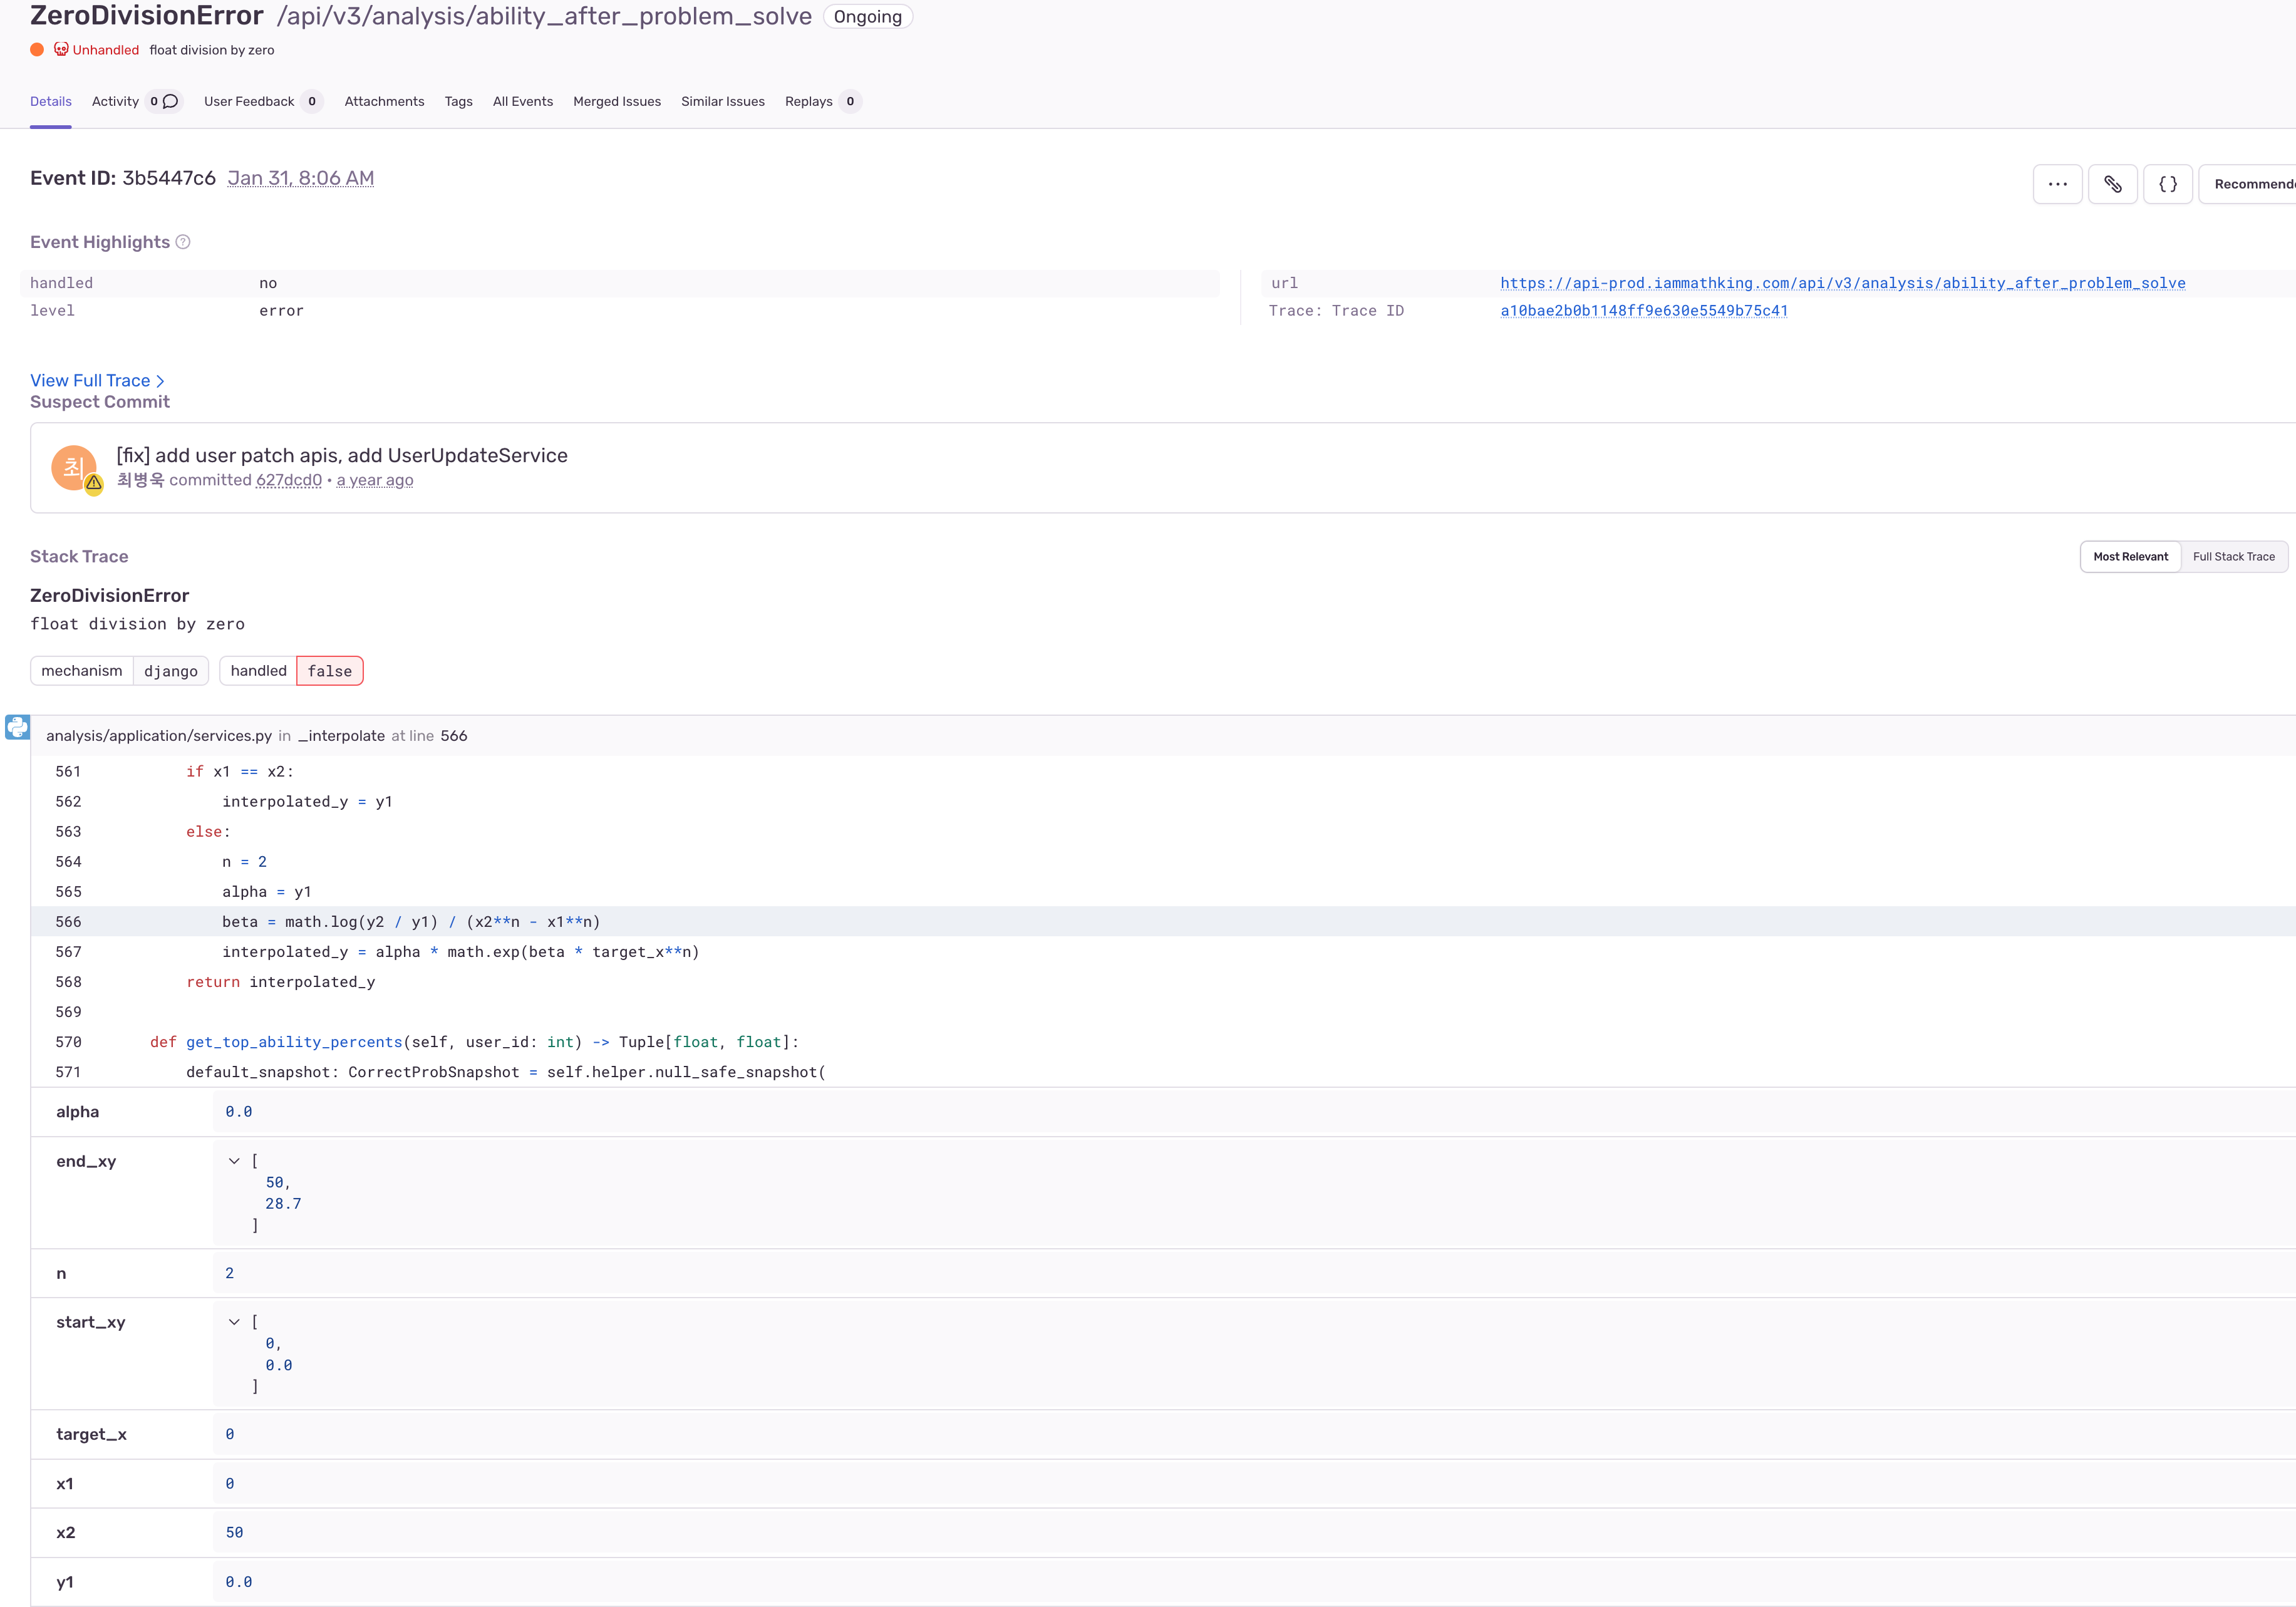 ZeroDivisionError /api/v3/analysis/ability_after_problem_solve Ongoing
Unhandled float division by zero
Details Activity 0 User Feedback 0 Attachments Tags All Events Merged Issues Similar Issues Replays 0
Event ID: 3b5447c6 Jan 31, 8:06 AM
... {} Recommend
Event Highlights ?
handled no
level error
url https://api-prod.iammathking.com/api/v3/analysis/ability_after_problem_solve
Trace: Trace ID a10bae2b0b1148ff9e630e5549b75c41
View Full Trace >
Suspect Commit
최
[fix] add user patch apis, add UserUpdateService
최병욱 committed 627dcd0 • a year ago
Stack Trace
Most Relevant Full Stack Trace
ZeroDivisionError
float division by zero
mechanism django handled false
analysis/application/services.py in _interpolate at line 566
561 if x1 == x2:
562 interpolated_y = y1
563 else:
564 n = 2
565 alpha = y1
566 beta = math.log(y2 / y1) / (x2**n - x1**n)
567 interpolated_y = alpha * math.exp(beta * target_x**n)
568 return interpolated_y
569
570 def get_top_ability_percents(self, user_id: int) -> Tuple[float, float]:
571 default_snapshot: CorrectProbSnapshot = self.helper.null_safe_snapshot(
alpha 0.0
end_xy [
50,
28.7
]
n 2
start_xy [
0,
0.0
]
target_x 0
x1 0
x2 50
y1 0.0